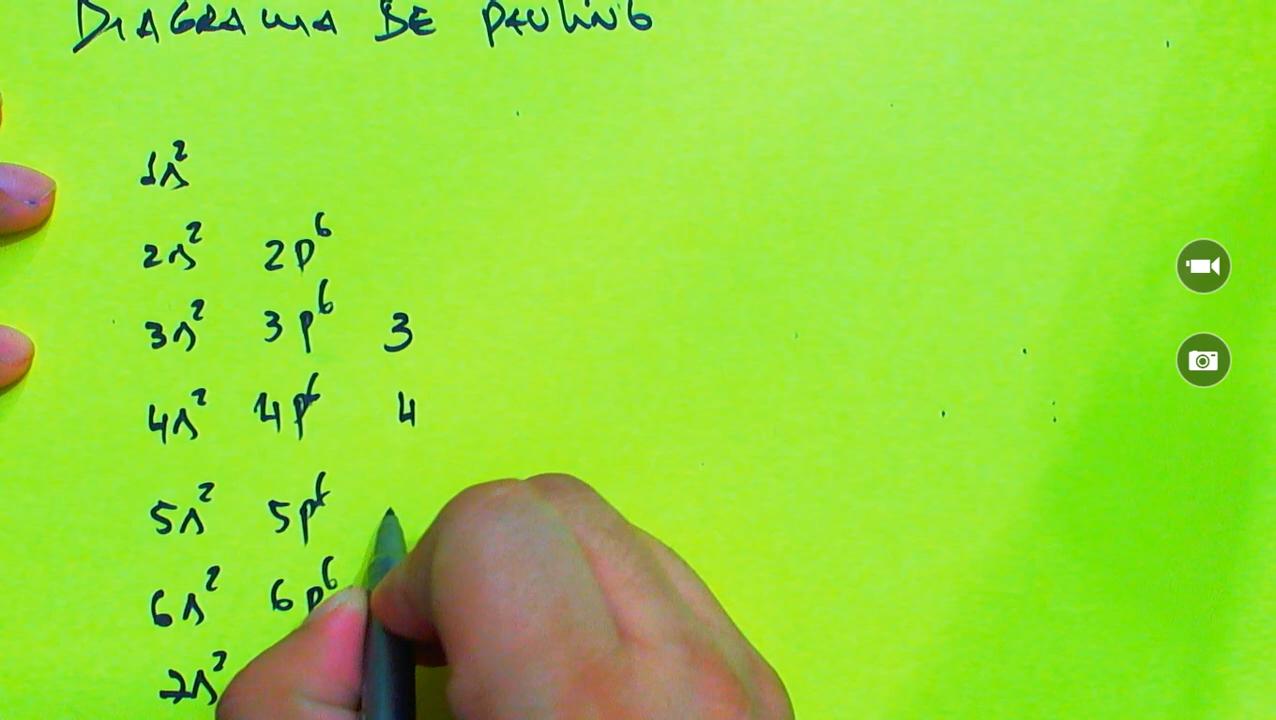 DIAGRAMA DE PAULING
1s²
2s² 2p⁶
3s² 3p⁶ 3
4s² 4p⁶ 4
5s² 5p⁶
6s² 6p⁶
7s²